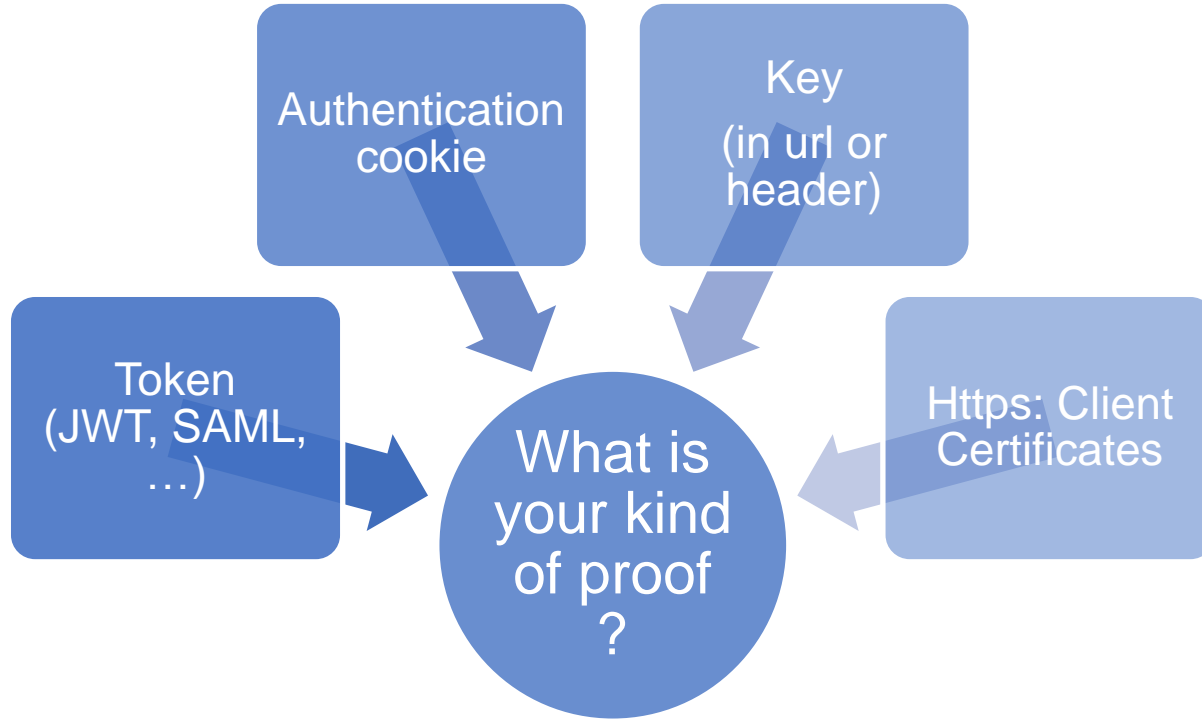 Authentication
cookie
Key
(in url or
header)
Token
(JWT, SAML,
…)
Https: Client
Certificates
What is
your kind
of proof
?